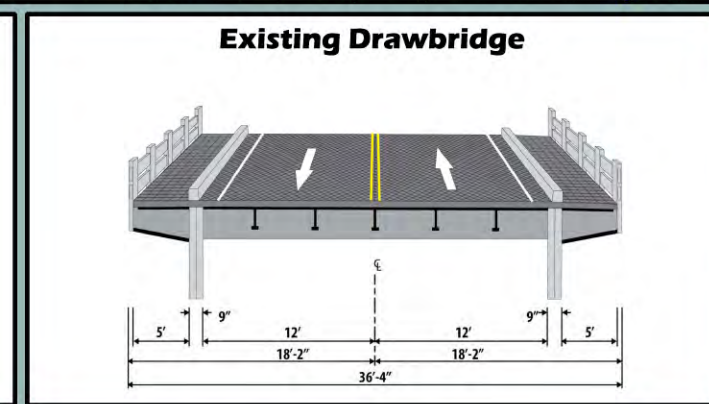 Existing Drawbridge
℄
9" 9"
5' 12' 12' 5'
18'-2" 18'-2"
36'-4"